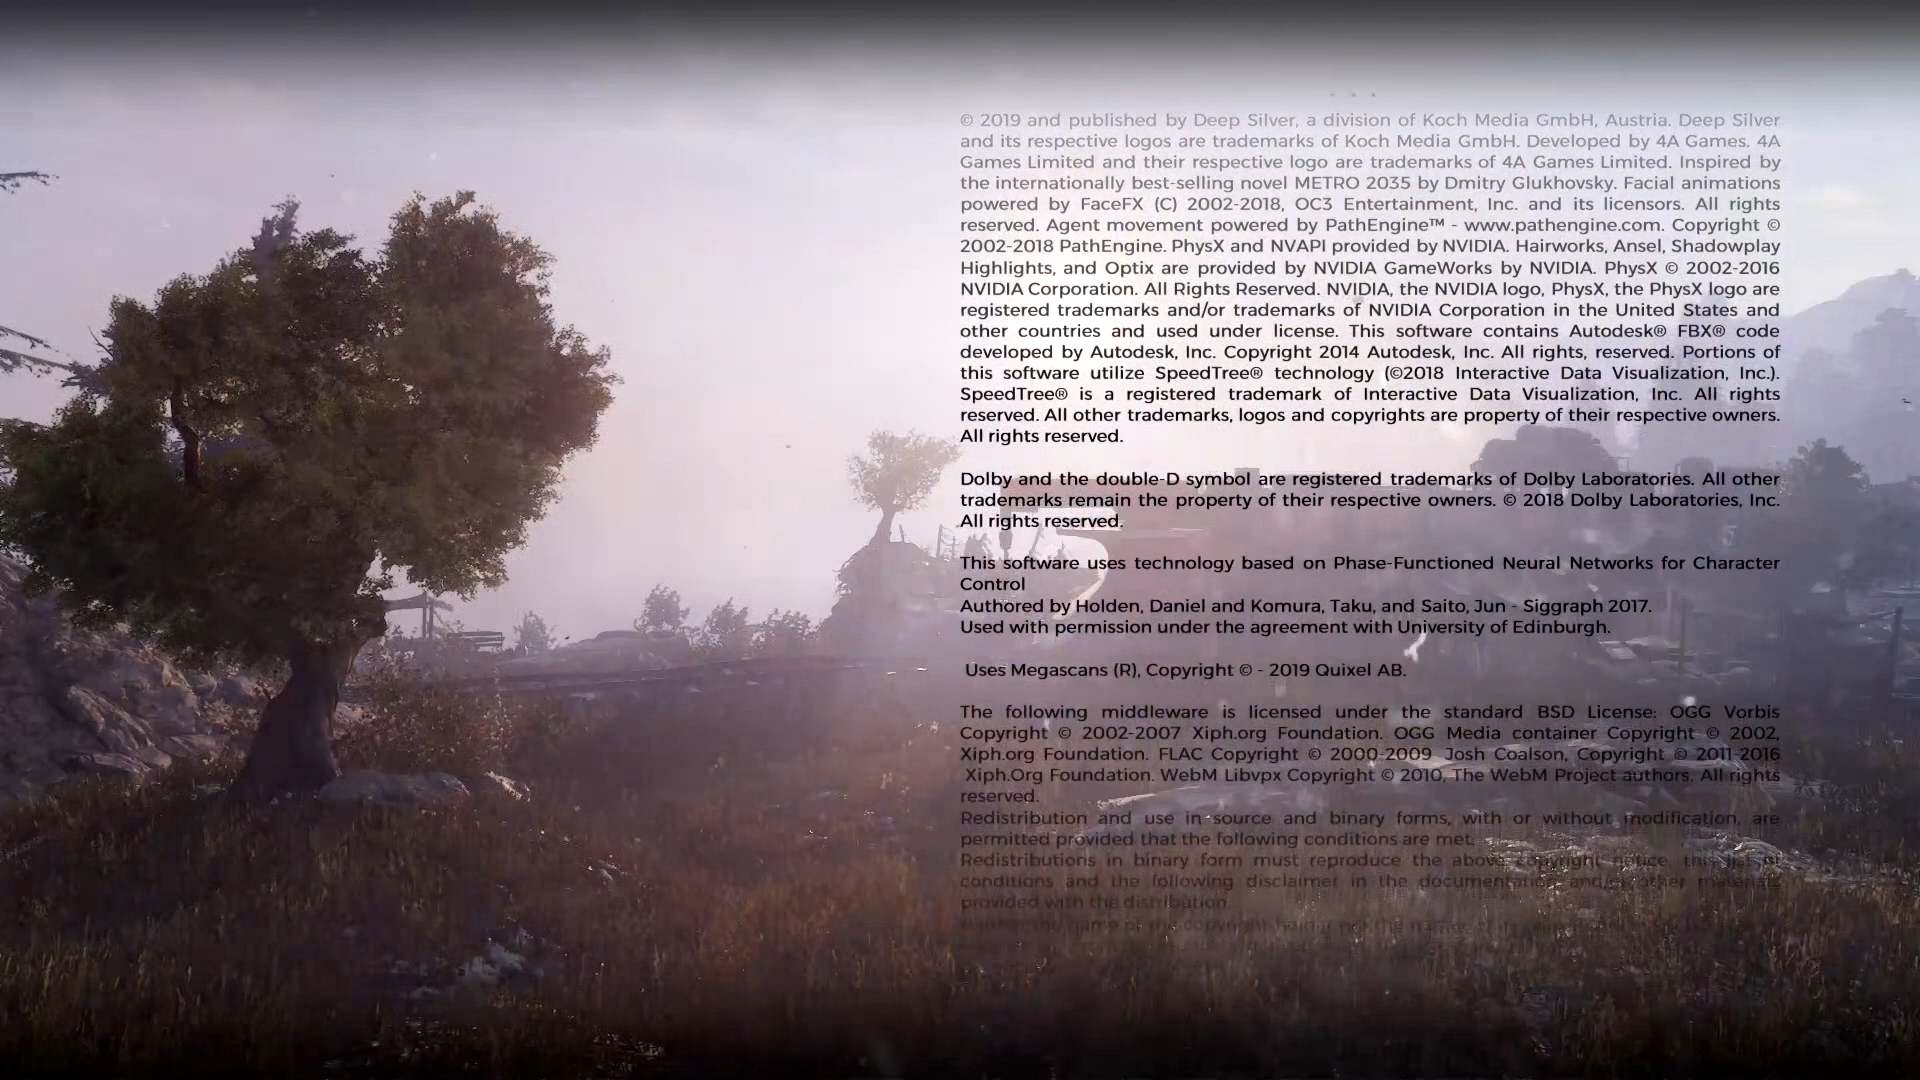 © 2019 and published by Deep Silver, a division of Koch Media GmbH, Austria. Deep Silver
and its respective logos are trademarks of Koch Media GmbH. Developed by 4A Games. 4A
Games Limited and their respective logo are trademarks of 4A Games Limited. Inspired by
the internationally best-selling novel METRO 2035 by Dmitry Glukhovsky. Facial animations
powered by FaceFX (C) 2002-2018, OC3 Entertainment, Inc. and its licensors. All rights
reserved. Agent movement powered by PathEngine™ - www.pathengine.com. Copyright ©
2002-2018 PathEngine. PhysX and NVAPI provided by NVIDIA. Hairworks, Ansel, Shadowplay
Highlights, and Optix are provided by NVIDIA GameWorks by NVIDIA. PhysX © 2002-2016
NVIDIA Corporation. All Rights Reserved. NVIDIA, the NVIDIA logo, PhysX, the PhysX logo are
registered trademarks and/or trademarks of NVIDIA Corporation in the United States and
other countries and used under license. This software contains Autodesk® FBX® code
developed by Autodesk, Inc. Copyright 2014 Autodesk, Inc. All rights, reserved. Portions of
this software utilize SpeedTree® technology (©2018 Interactive Data Visualization, Inc.).
SpeedTree® is a registered trademark of Interactive Data Visualization, Inc. All rights
reserved. All other trademarks, logos and copyrights are property of their respective owners.
All rights reserved.
Dolby and the double-D symbol are registered trademarks of Dolby Laboratories. All other
trademarks remain the property of their respective owners. © 2018 Dolby Laboratories, Inc.
All rights reserved.
This software uses technology based on Phase-Functioned Neural Networks for Character
Control
Authored by Holden, Daniel and Komura, Taku, and Saito, Jun - Siggraph 2017.
Used with permission under the agreement with University of Edinburgh.
Uses Megascans (R), Copyright © - 2019 Quixel AB.
The following middleware is licensed under the standard BSD License: OGG Vorbis
Copyright © 2002-2007 Xiph.org Foundation. OGG Media container Copyright © 2002,
Xiph.org Foundation. FLAC Copyright © 2000-2009 Josh Coalson, Copyright © 2011-2016
Xiph.Org Foundation. WebM Libvpx Copyright © 2010, The WebM Project authors. All rights
reserved.
Redistribution and use in source and binary forms, with or without modification, are
permitted provided that the following conditions are met:
Redistributions in binary form must reproduce the above copyright notice, this list of
conditions and the following disclaimer in the documentation and/or other materials
provided with the distribution.
name of the copyright holder nor the names